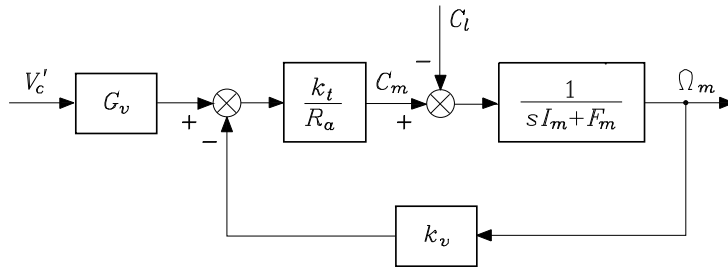 C_l
−
V_c'
G_v
+
−
k_t
R_a
C_m
+
1
sI_m+F_m
Ω_m
k_v